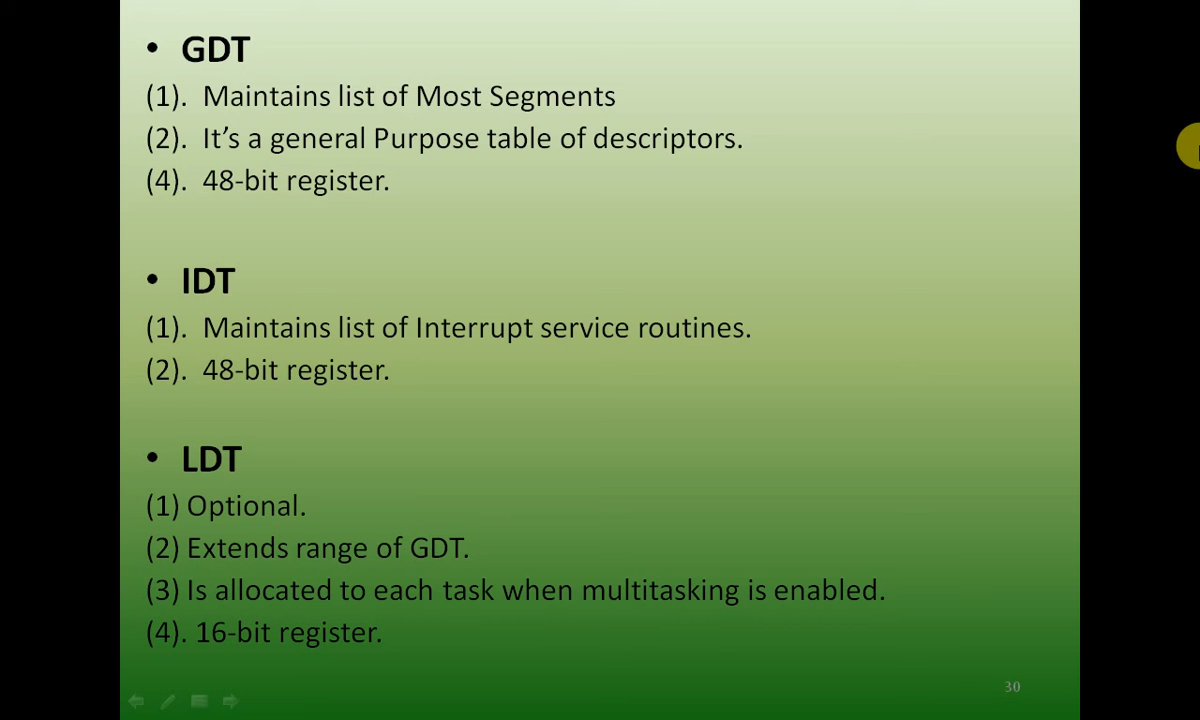 • GDT
(1). Maintains list of Most Segments
(2). It’s a general Purpose table of descriptors.
(4). 48-bit register.
• IDT
(1). Maintains list of Interrupt service routines.
(2). 48-bit register.
• LDT
(1) Optional.
(2) Extends range of GDT.
(3) Is allocated to each task when multitasking is enabled.
(4). 16-bit register.
30